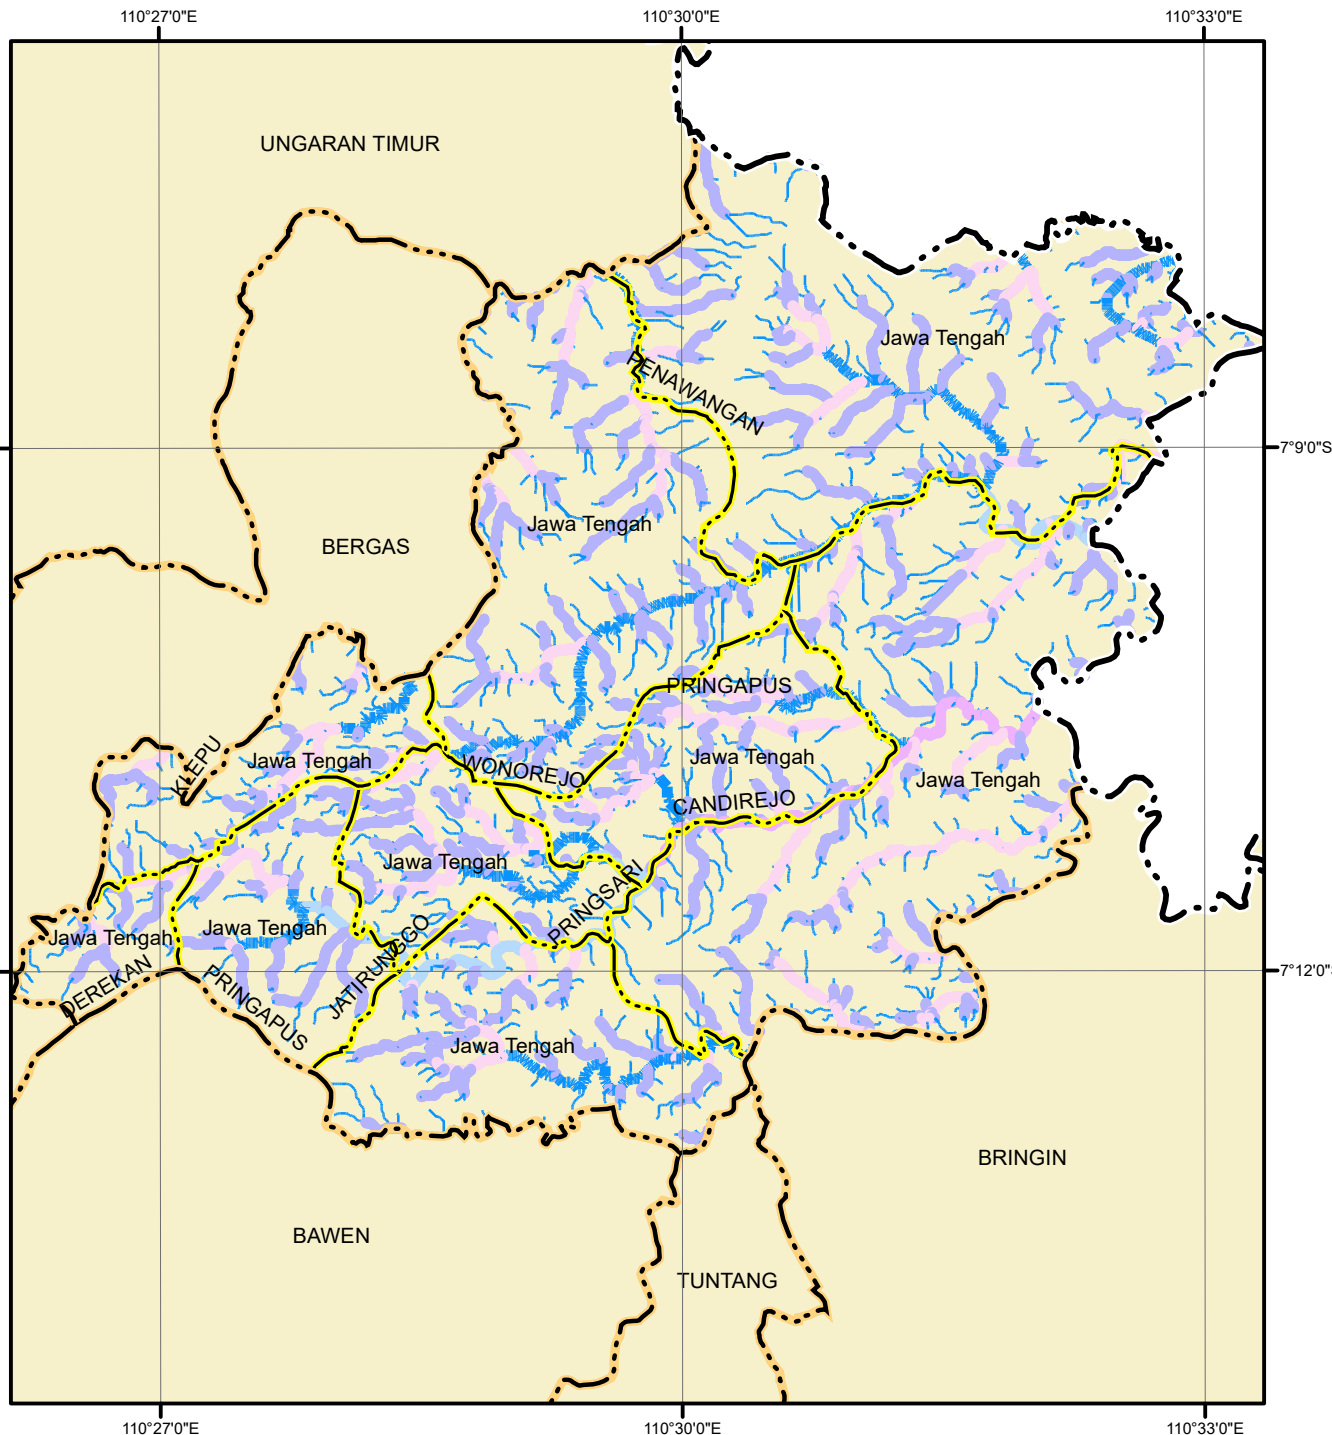 110°27'0"E
110°30'0"E
110°33'0"E
UNGARAN TIMUR
Jawa Tengah
PENAWANGAN
7°9'0"S
Jawa Tengah
BERGAS
PRINGAPUS
KLEPU
Jawa Tengah
WONOREJO
Jawa Tengah
Jawa Tengah
CANDIREJO
Jawa Tengah
PRINGSARI
Jawa Tengah
Jawa Tengah
JATIRUNGGO
DEREKAN
PRINGAPUS
7°12'0"S
Jawa Tengah
BRINGIN
BAWEN
TUNTANG
110°27'0"E
110°30'0"E
110°33'0"E